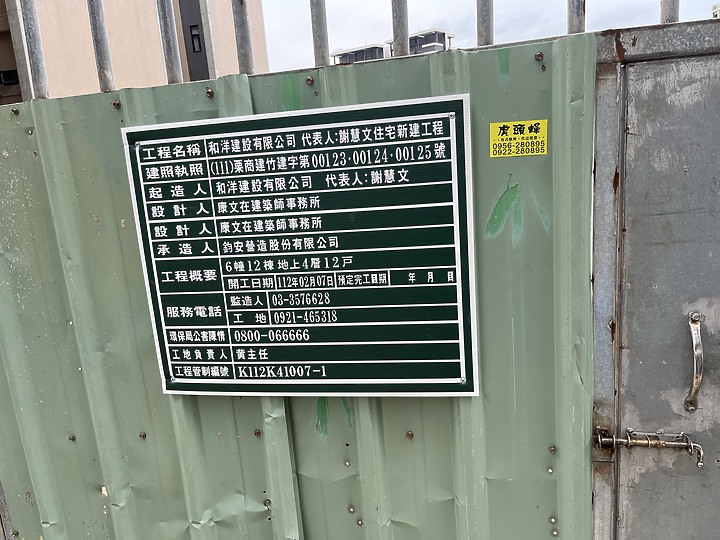 工程名稱 和洋建設有限公司 代表人:謝慧文住宅新建工程
建照執照 (111)栗商建竹建字第00123·00124·00125號
起造人 和洋建設有限公司 代表人:謝慧文
設計人 康文在建築師事務所
設計人 康文在建築師事務所
承造人 鈞安營造股份有限公司
工程概要 6幢12棟地上4層12戶
開工日期 112年02月07日 預定完工日期 年 月 日
服務電話 監造人 03-3576628
工地 0921-465318
環保局公害陳情 0800-066666
工地負責人 黃主任
工程管制編號 K112K41007-1
虎頭蜂
0956-280895
0922-280895